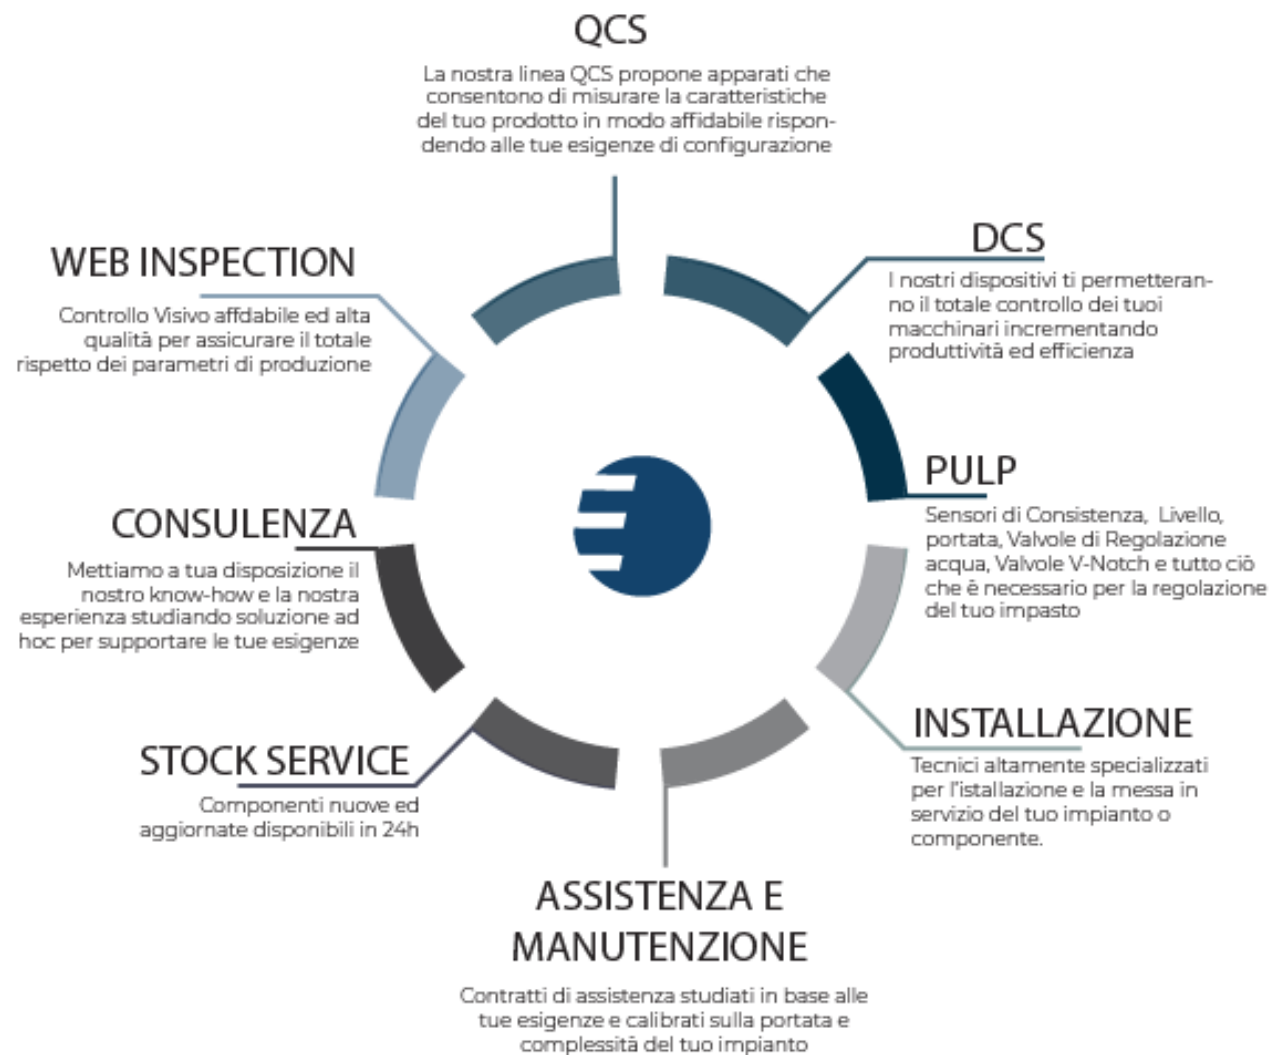 QCS
La nostra linea QCS propone apparati che
consentono di misurare la caratteristiche
del tuo prodotto in modo affidabile rispon-
dendo alle tue esigenze di configurazione
DCS
I nostri dispositivi ti permetteran-
no il totale controllo dei tuoi
macchinari incrementando
produttività ed efficienza
PULP
Sensori di Consistenza, Livello,
portata, Valvole di Regolazione
acqua, Valvole V-Notch e tutto ciò
che è necessario per la regolazione
del tuo impasto
INSTALLAZIONE
Tecnici altamente specializzati
per l'istallazione e la messa in
servizio del tuo impianto o
componente.
ASSISTENZA E
MANUTENZIONE
Contratti di assistenza studiati in base alle
tue esigenze e calibrati sulla portata e
complessità del tuo impianto
STOCK SERVICE
Componenti nuove ed
aggiornate disponibili in 24h
CONSULENZA
Mettiamo a tua disposizione il
nostro know-how e la nostra
esperienza studiando soluzione ad
hoc per supportare le tue esigenze
WEB INSPECTION
Controllo Visivo affdabile ed alta
qualità per assicurare il totale
rispetto dei parametri di produzione